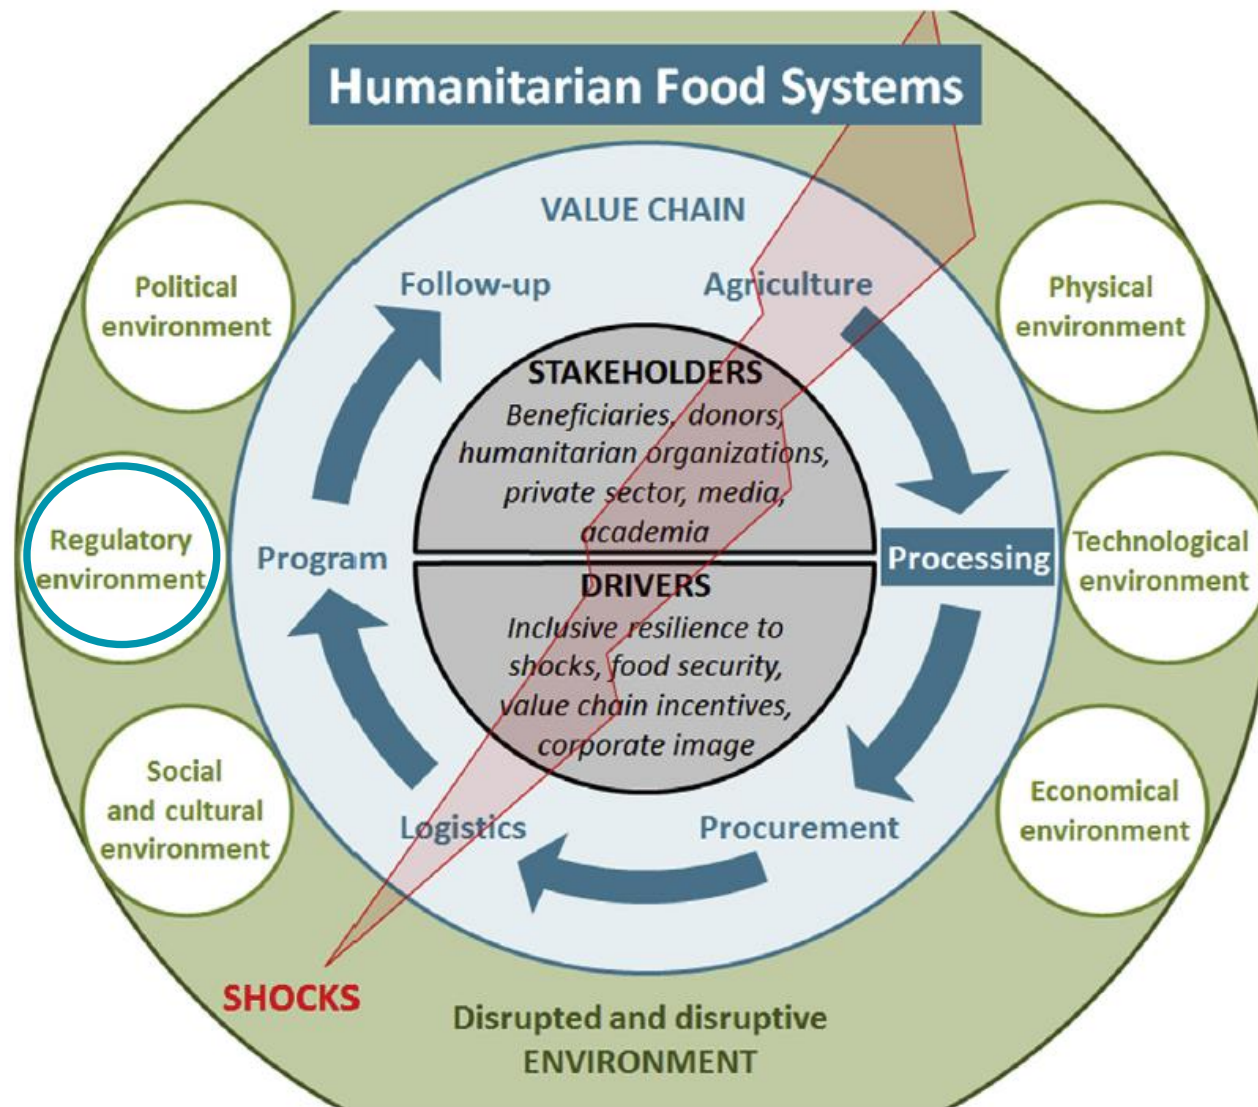 Humanitarian Food Systems
VALUE CHAIN
Follow-up
Agriculture
Political
environment
Physical
environment
STAKEHOLDERS
Beneficiaries, donors,
humanitarian organizations,
private sector, media,
academia
Regulatory
environment
Program
Processing
Technological
environment
DRIVERS
Inclusive resilience to
shocks, food security,
value chain incentives,
corporate image
Social
and cultural
environment
Logistics
Procurement
Economical
environment
SHOCKS
Disrupted and disruptive
ENVIRONMENT